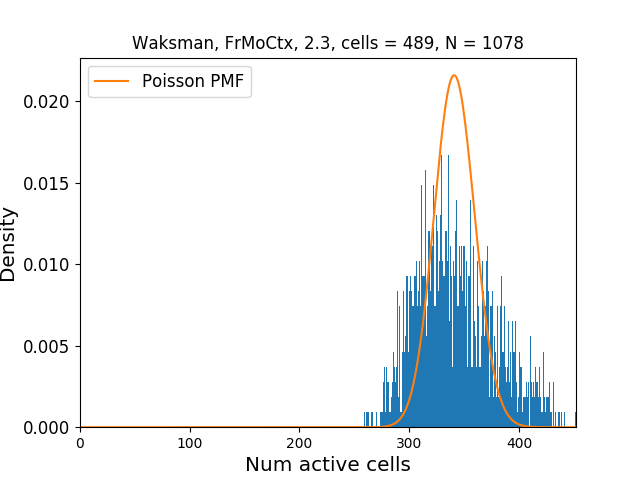 Waksman, FrMoCtx, 2.3, cells = 489, N = 1078
Poisson PMF
0.020
0.015
0.010
0.005
0.000
Density
0
100
200
300
400
Num active cells